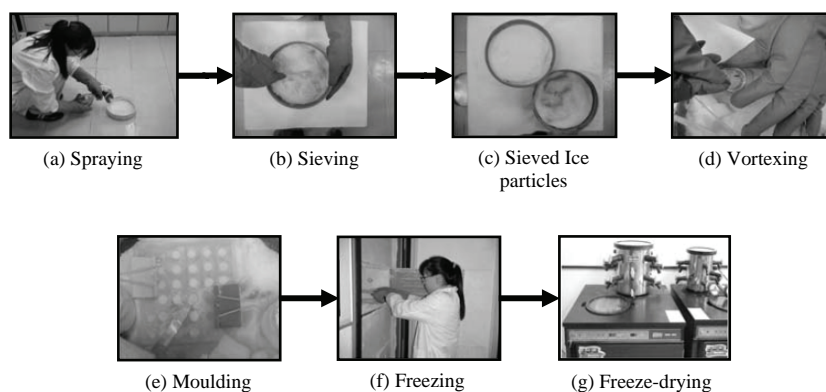 (a) Spraying
(b) Sieving
(c) Sieved Ice
particles
(d) Vortexing
(e) Moulding
(f) Freezing
(g) Freeze-drying